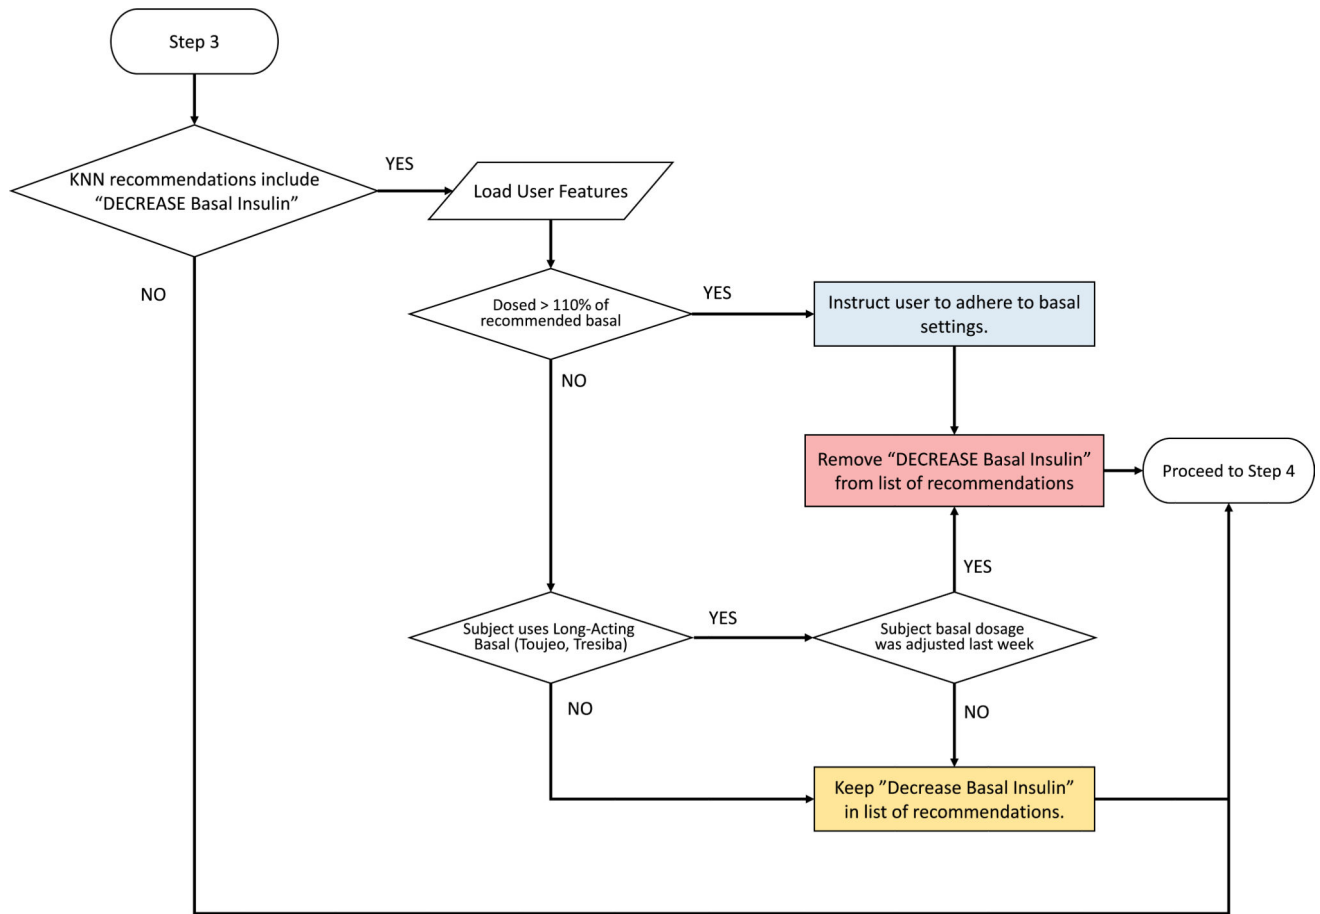 Step 3
KNN recommendations include
“DECREASE Basal Insulin”
YES
Load User Features
NO
Dosed > 110% of
recommended basal
YES
Instruct user to adhere to basal
settings.
NO
Remove “DECREASE Basal Insulin”
from list of recommendations
Proceed to Step 4
YES
Subject uses Long-Acting
Basal (Toujeo, Tresiba)
YES
Subject basal dosage
was adjusted last week
NO
NO
Keep ”Decrease Basal Insulin”
in list of recommendations.